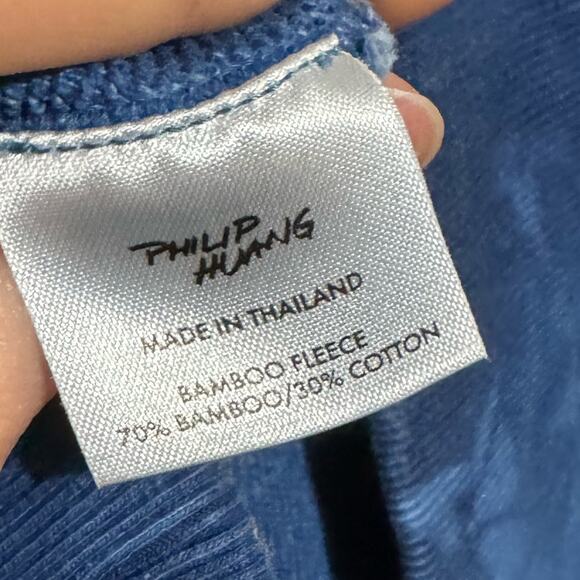 PHILIP
HUANG
MADE IN THAILAND
BAMBOO FLEECE
70% BAMBOO/30% COTTON